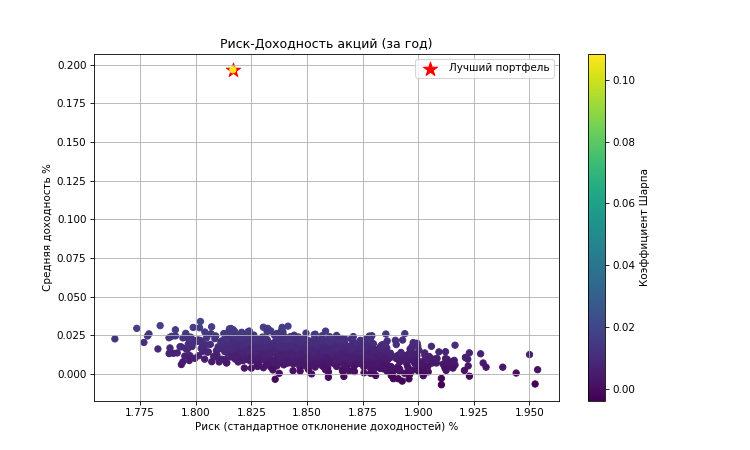 Риск-Доходность акций (за год)
Лучший портфель
0.200
0.175
0.150
0.125
0.100
0.075
0.050
0.025
0.000
Средняя доходность %
1.775 1.800 1.825 1.850 1.875 1.900 1.925 1.950
Риск (стандартное отклонение доходностей) %
0.10
0.08
0.06
0.04
0.02
0.00
Коэффициент Шарпа